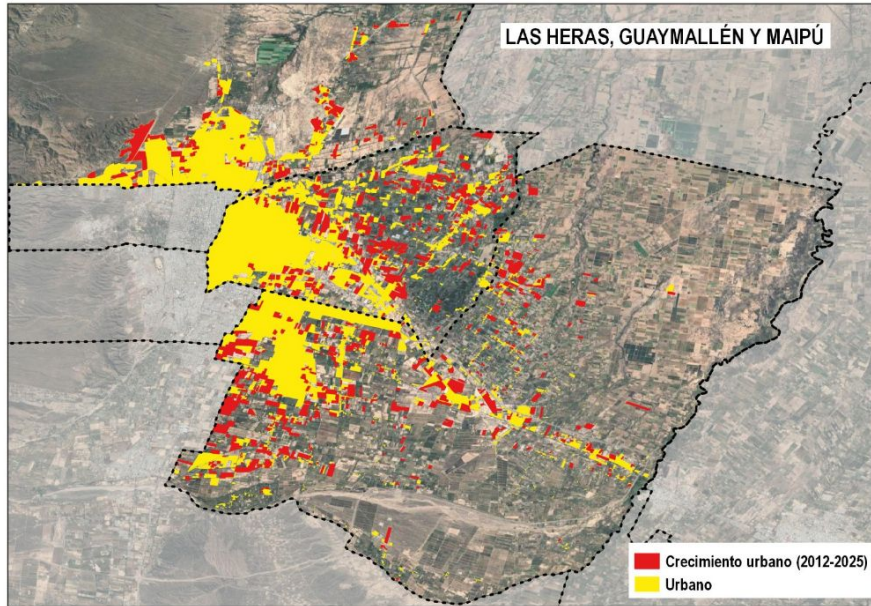 LAS HERAS, GUAYMALLÉN Y MAIPÚ
Crecimiento urbano (2012-2025)
Urbano